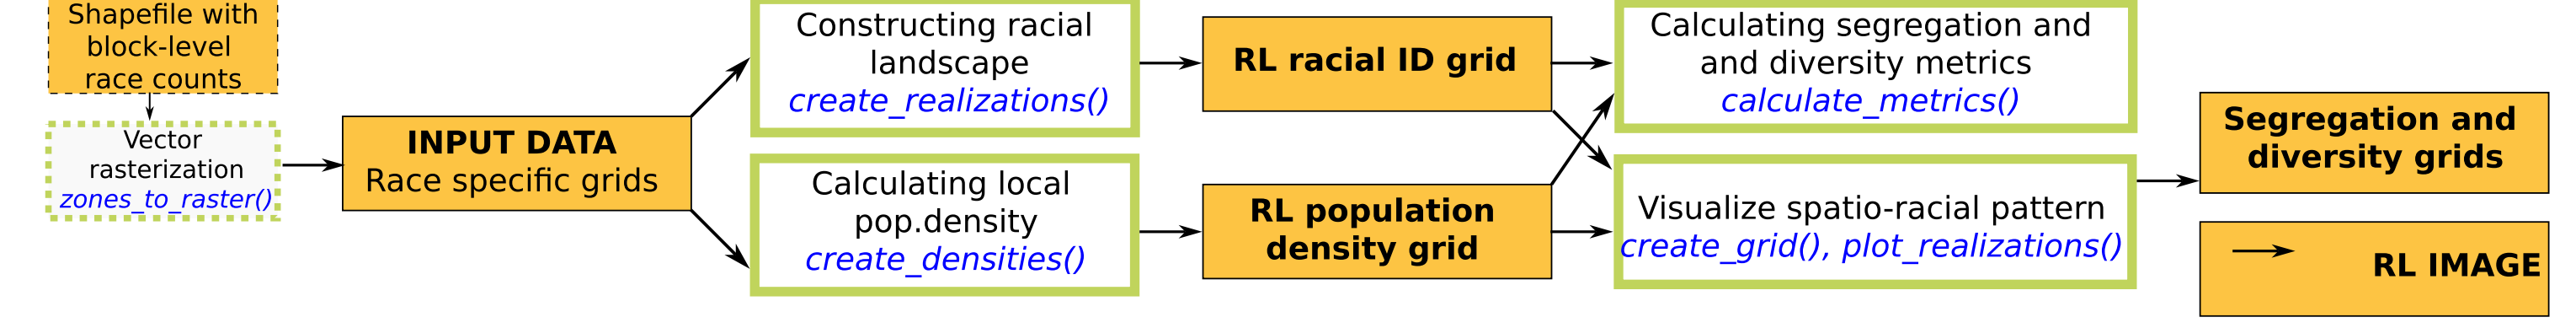 Shapefile with
block-level
race counts
Vector
rasterization
zones_to_raster()
INPUT DATA
Race specific grids
Constructing racial
landscape
create_realizations()
Calculating local
pop.density
create_densities()
RL racial ID grid
RL population
density grid
Calculating segregation and
and diversity metrics
calculate_metrics()
Visualize spatio-racial pattern
create_grid(), plot_realizations()
Segregation and
diversity grids
RL IMAGE